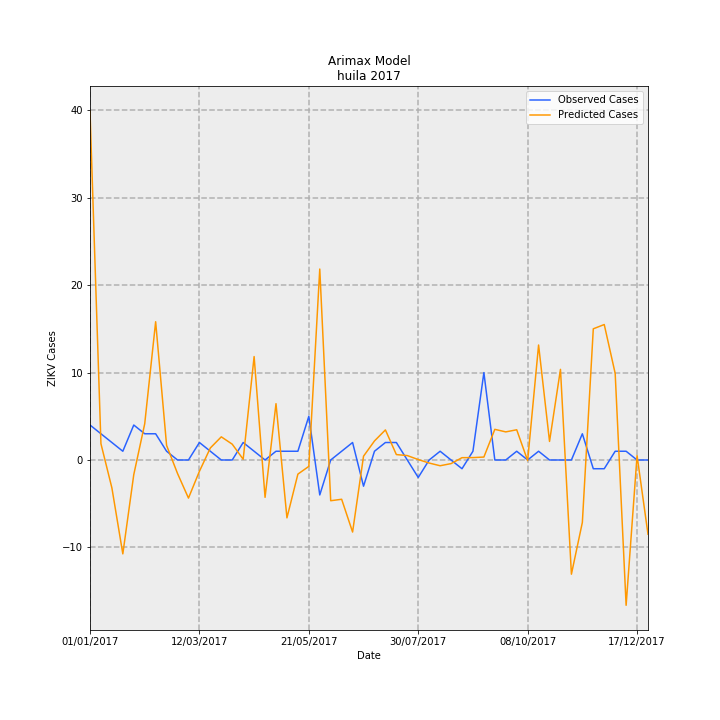 Arimax Model
huila 2017
Observed Cases
Predicted Cases
ZIKV Cases
40
30
20
10
0
−10
01/01/2017
12/03/2017
21/05/2017
30/07/2017
08/10/2017
17/12/2017
Date